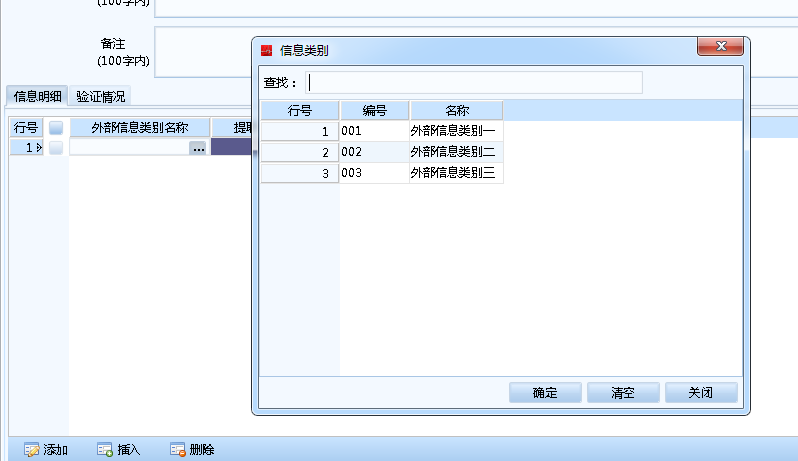 (100字内)
备注
(100字内)
信息明细 验证情况
行号 外部信息类别名称
1 ...
信息类别
查找：
行号 编号 名称
1 001 外部信息类别一
2 002 外部信息类别二
3 003 外部信息类别三
确定 清空 关闭
添加 插入 删除